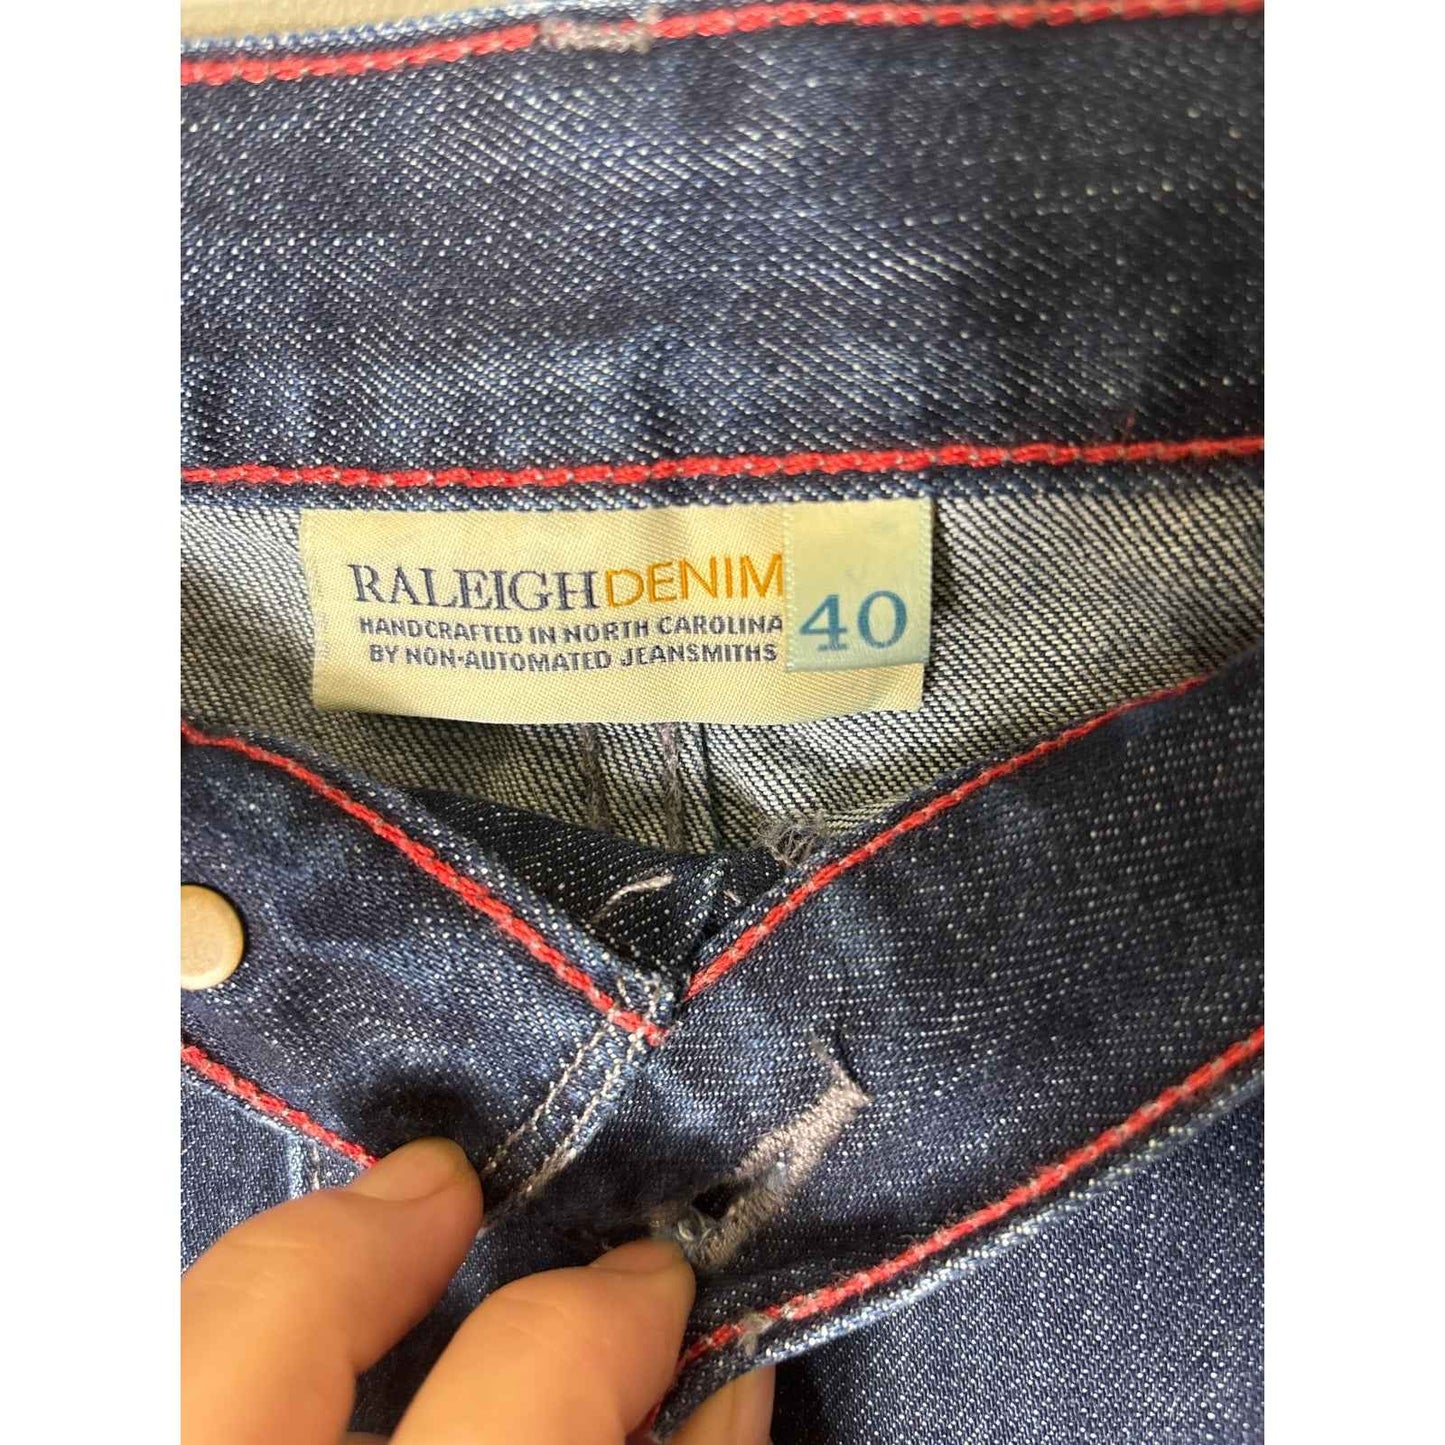 RALEIGHDENIM
HANDCRAFTED IN NORTH CAROLINA
BY NON-AUTOMATED JEANSMITHS
40